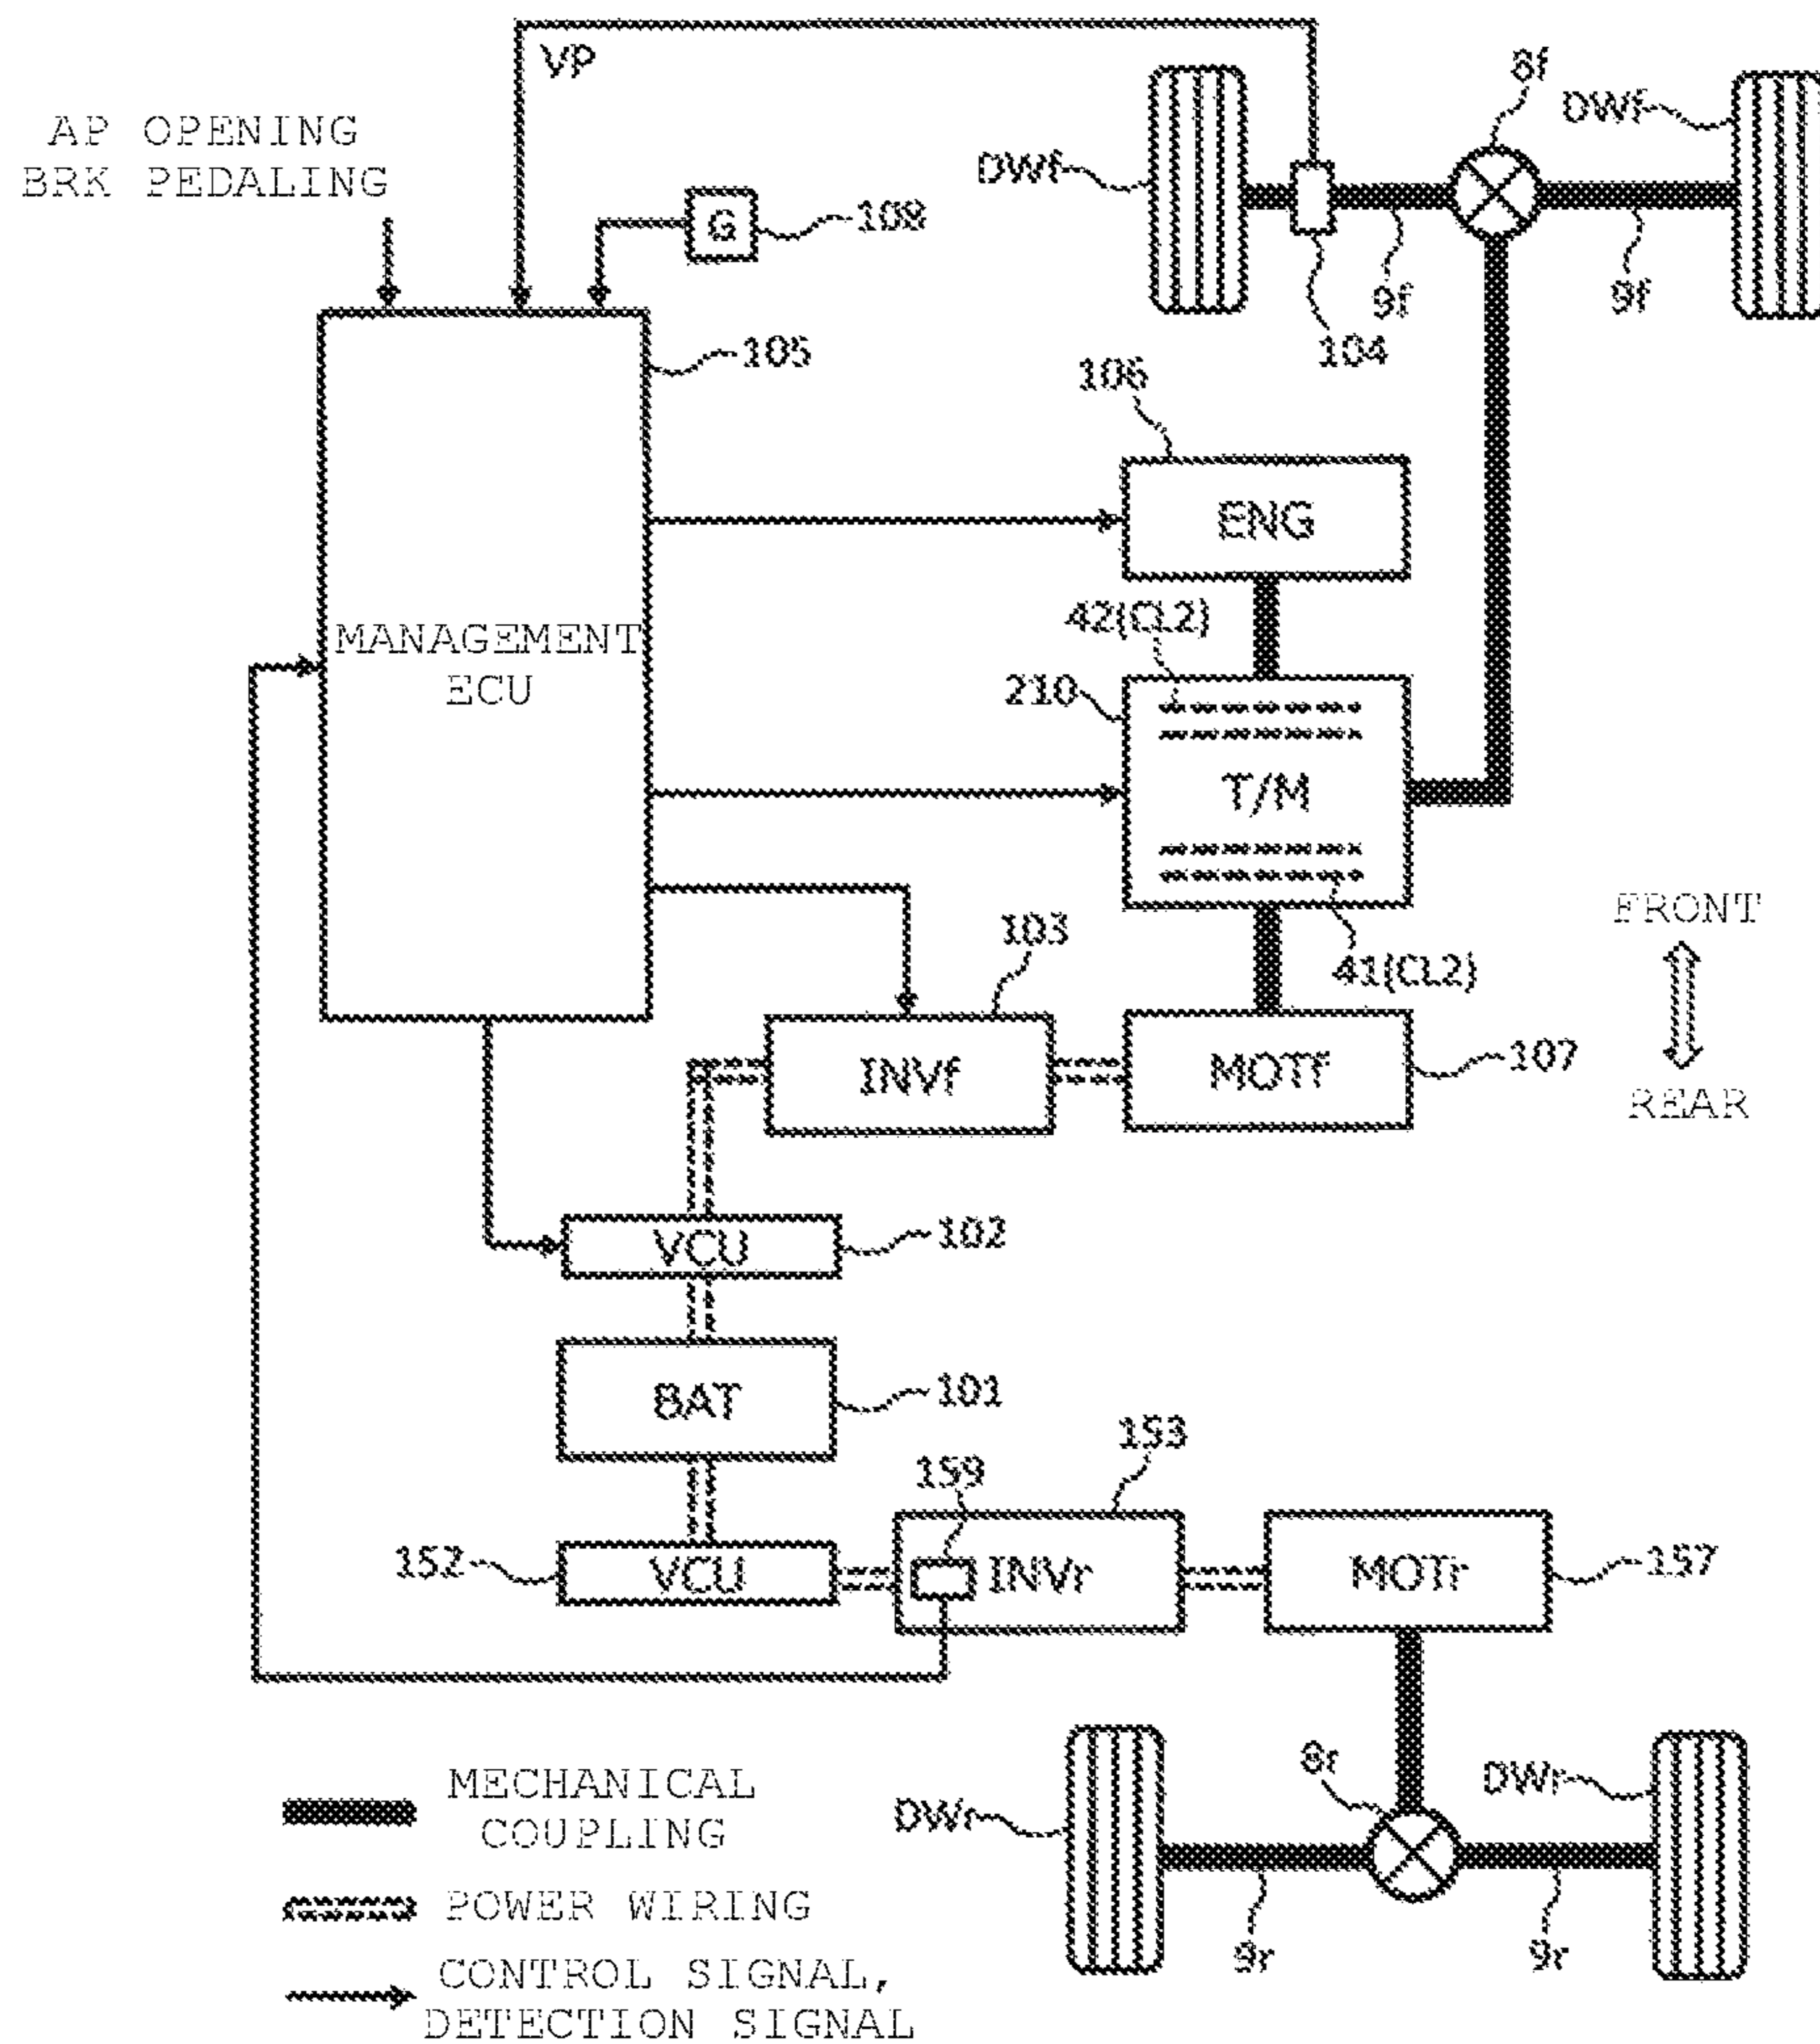 VP
8f
DWf
DWf
AP OPENING
BRK PEDALING
G
108
9f
9f
104
105
106
ENG
42(CL2)
MANAGEMENT
ECU
210
T/M
FRONT
103
41(CL2)
INVf
MOTf
107
REAR
VCU
102
BAT
101
153
159
152
VCU
INVr
MOTr
157
8r
DWr
DWr
9r
9r
MECHANICAL
COUPLING
POWER WIRING
CONTROL SIGNAL,
DETECTION SIGNAL